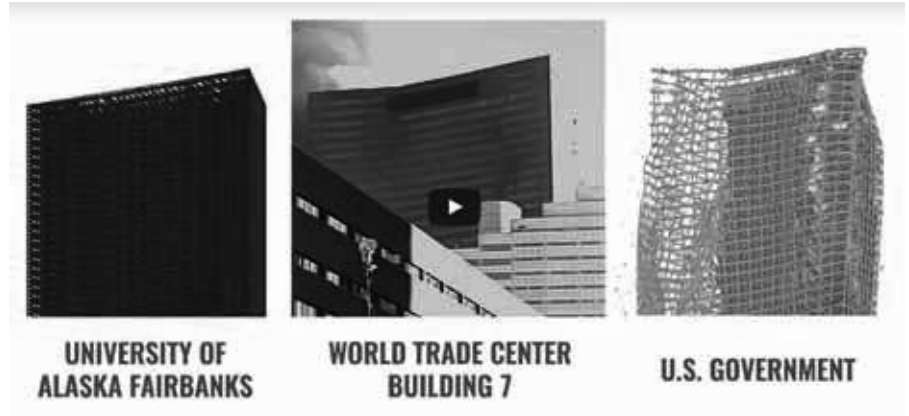 UNIVERSITY OF
ALASKA FAIRBANKS
WORLD TRADE CENTER
BUILDING 7
U.S. GOVERNMENT